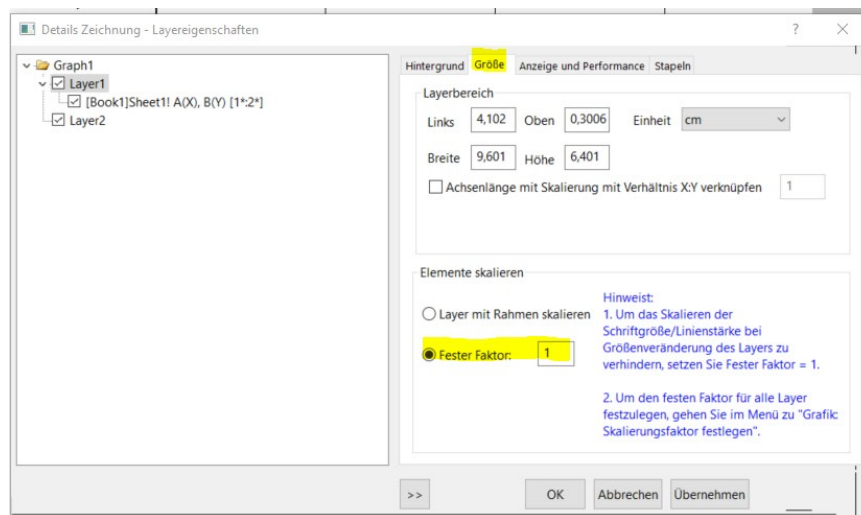 Details Zeichnung - Layereigenschaften ?
Graph1
Layer1
[Book1]Sheet1! A(X), B(Y) [1*:2*]
Layer2
Hintergrund Größe Anzeige und Performance Stapeln
Layerbereich
Links 4,102 Oben 0,3006 Einheit cm
Breite 9,601 Höhe 6,401
Achsenlänge mit Skalierung mit Verhältnis X:Y verknüpfen 1
Elemente skalieren
Layer mit Rahmen skalieren
Fester Faktor: 1
Hinweist:
1. Um das Skalieren der
Schriftgröße/Linienstärke bei
Größenveränderung des Layers zu
verhindern, setzen Sie Fester Faktor = 1.
2. Um den festen Faktor für alle Layer
festzulegen, gehen Sie im Menü zu "Grafik:
Skalierungsfaktor festlegen".
>> OK Abbrechen Übernehmen